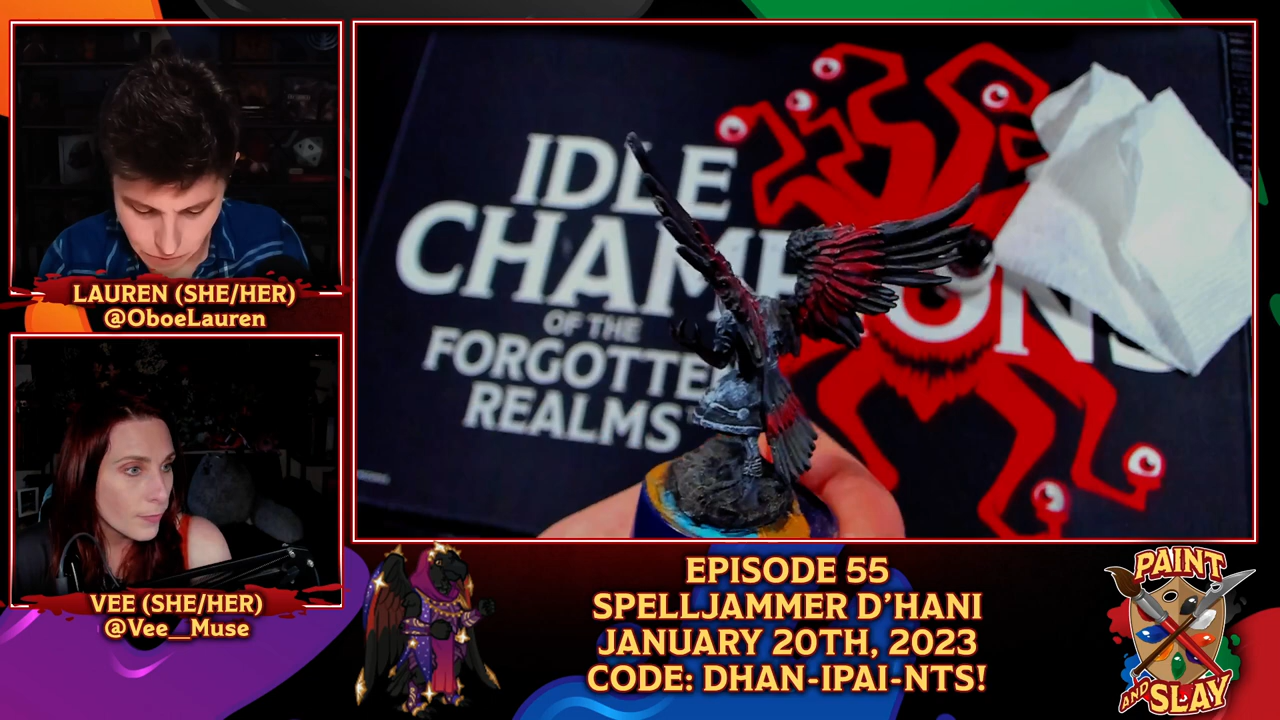 LAUREN (SHE/HER)
@OboeLauren
VEE (SHE/HER)
@Vee__Muse
IDLE
CHAMP
ONS
OF THE
FORGOTTE
REALMS
EPISODE 55
SPELLJAMMER D'HANI
JANUARY 20TH, 2023
CODE: DHAN-IPAI-NTS!
PAINT
AND SLAY